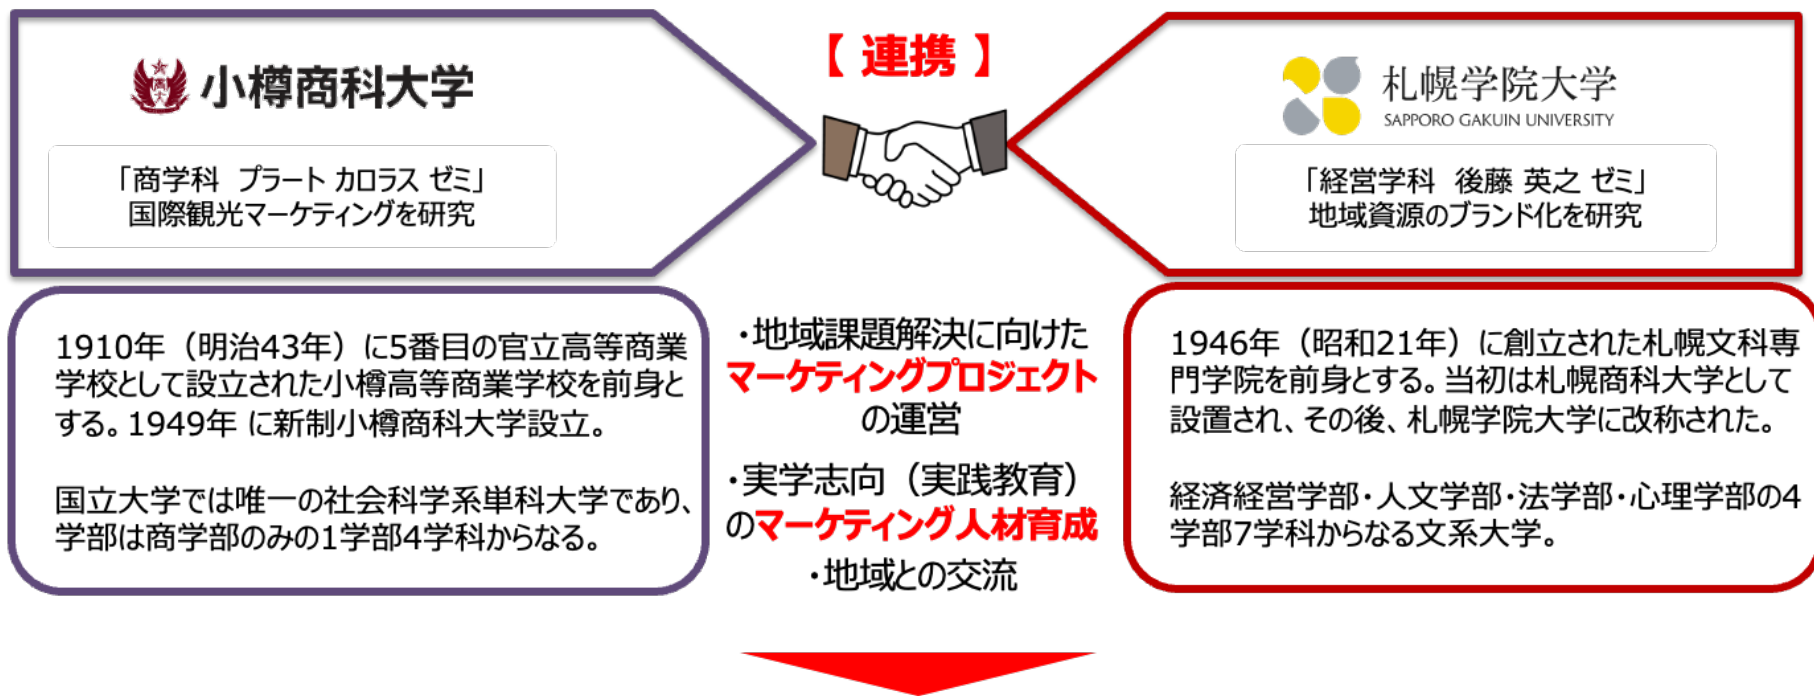 小樽商科大学
「商学科　プラート カロラス ゼミ」
国際観光マーケティングを研究
1910年（明治43年）に5番目の官立高等商業
学校として設立された小樽高等商業学校を前身と
する。1949年 に新制小樽商科大学設立。
国立大学では唯一の社会科学系単科大学であり、
学部は商学部のみの1学部4学科からなる。
【 連携 】
・地域課題解決に向けた
マーケティングプロジェクト
の運営
・実学志向（実践教育）
のマーケティング人材育成
・地域との交流
札幌学院大学
SAPPORO GAKUIN UNIVERSITY
「経営学科　後藤 英之 ゼミ」
地域資源のブランド化を研究
1946年（昭和21年）に創立された札幌文科専
門学院を前身とする。当初は札幌商科大学として
設置され、その後、札幌学院大学に改称された。
経済経営学部・人文学部・法学部・心理学部の4
学部7学科からなる文系大学。